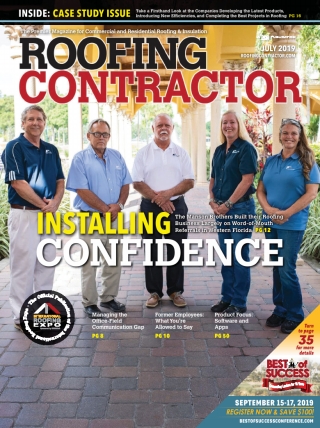 INSIDE: CASE STUDY ISSUE
Take a Firsthand Look at the Companies Developing the Latest Products,
Introducing New Efficiencies, and Completing the Best Projects in Roofing PG 16
The Premier Magazine for Commercial and Residential Roofing & Insulation
ROOFING
CONTRACTOR
JULY 2019
ROOFINGCONTRACTOR.COM
INSTALLING
CONFIDENCE
The Manson Brothers Built their Roofing
Business Largely on Word-of-Mouth
Referrals in Western Florida. PG 12
The Official Publication of the
INTERNATIONAL
ROOFING
EXPO
Managing the
Office-Field
Communication Gap
PG 8
Former Employees:
What You're
Allowed to Say
PG 10
Product Focus:
Software and
Apps
PG 50
Turn
to page
35
for more
details
BEST of
SUCCESS
SEPTEMBER 15-17, 2019
REGISTER NOW & SAVE $100!
BESTOFSUCCESSCONFERENCE.COM